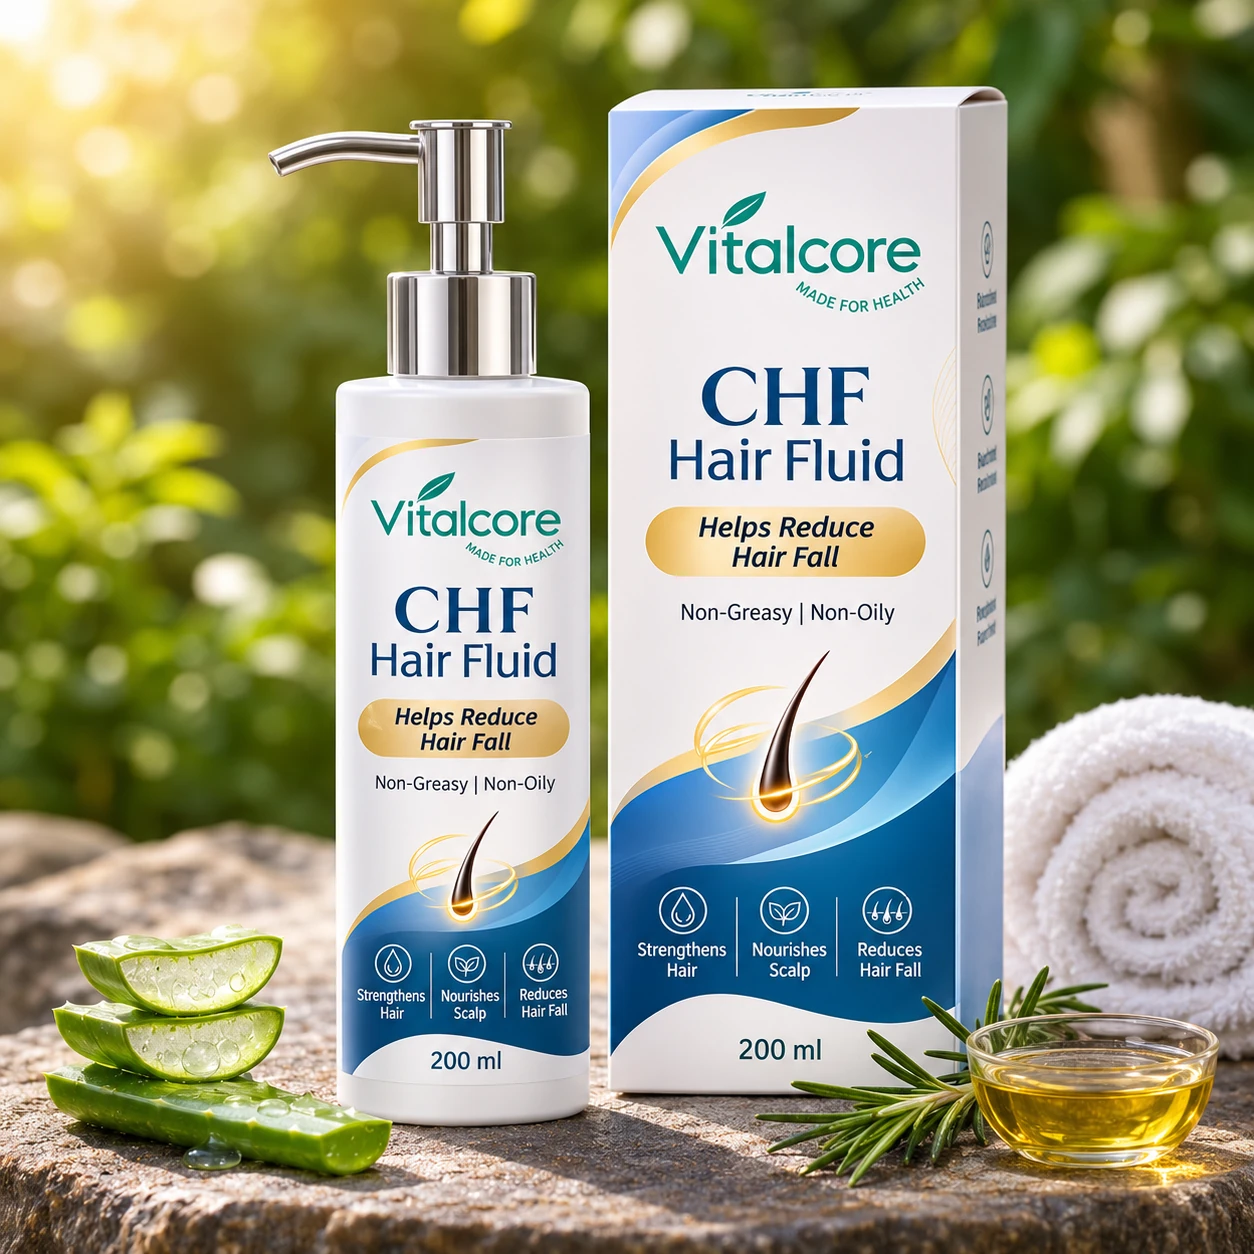 Vitalcore
MADE FOR HEALTH
CHF
Hair Fluid
Helps Reduce
Hair Fall
Non-Greasy | Non-Oily
Strengthens
Hair
Nourishes
Scalp
Reduces
Hair Fall
200 ml
Vitalcore
MADE FOR HEALTH
CHF
Hair Fluid
Helps Reduce
Hair Fall
Non-Greasy | Non-Oily
Strengthens
Hair
Nourishes
Scalp
Reduces
Hair Fall
200 ml